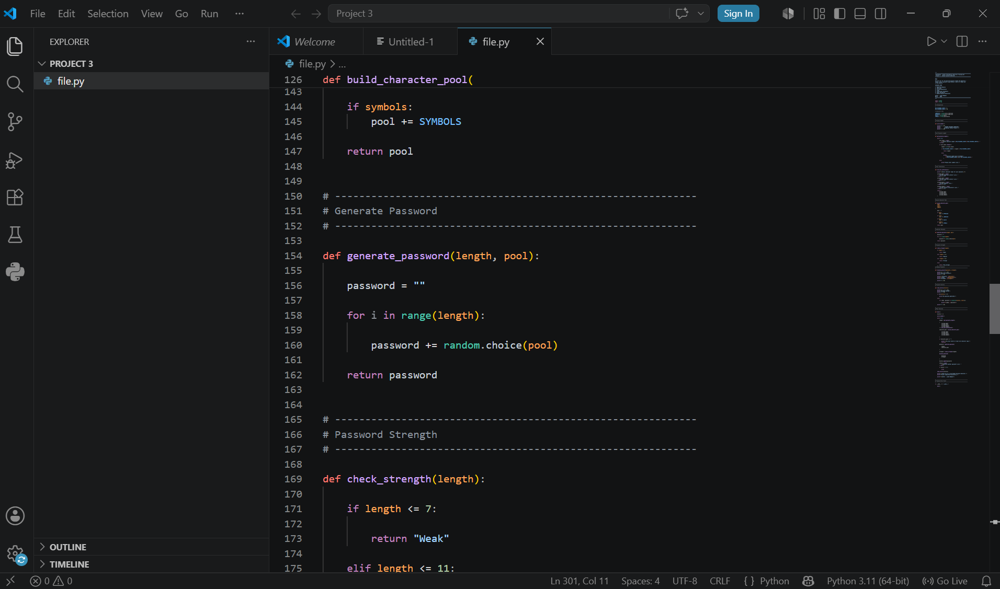 File Edit Selection View Go Run ···
Project 3
Sign In
EXPLORER ···
PROJECT 3
file.py
OUTLINE
TIMELINE
Welcome Untitled-1 file.py
file.py > ...
126 def build_character_pool(
143
144 if symbols:
145 pool += SYMBOLS
146
147 return pool
148
149
150 # ------------------------------------------------------------
151 # Generate Password
152 # ------------------------------------------------------------
153
154 def generate_password(length, pool):
155
156 password = ""
157
158 for i in range(length):
159
160 password += random.choice(pool)
161
162 return password
163
164
165 # ------------------------------------------------------------
166 # Password Strength
167 # ------------------------------------------------------------
168
169 def check_strength(length):
170
171 if length <= 7:
172
173 return "Weak"
174
175 elif length <= 11:
0 0 Ln 301, Col 11 Spaces: 4 UTF-8 CRLF { } Python Python 3.11 (64-bit) Go Live